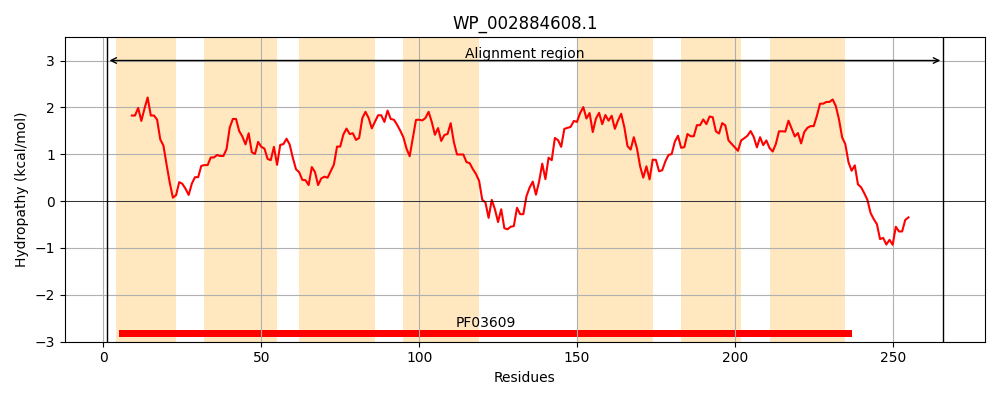 WP_002884608.1
Alignment region
3
2
1
0
−1
−2
−3
Hydropathy (kcal/mol)
PF03609
0 50 100 150 200 250
Residues